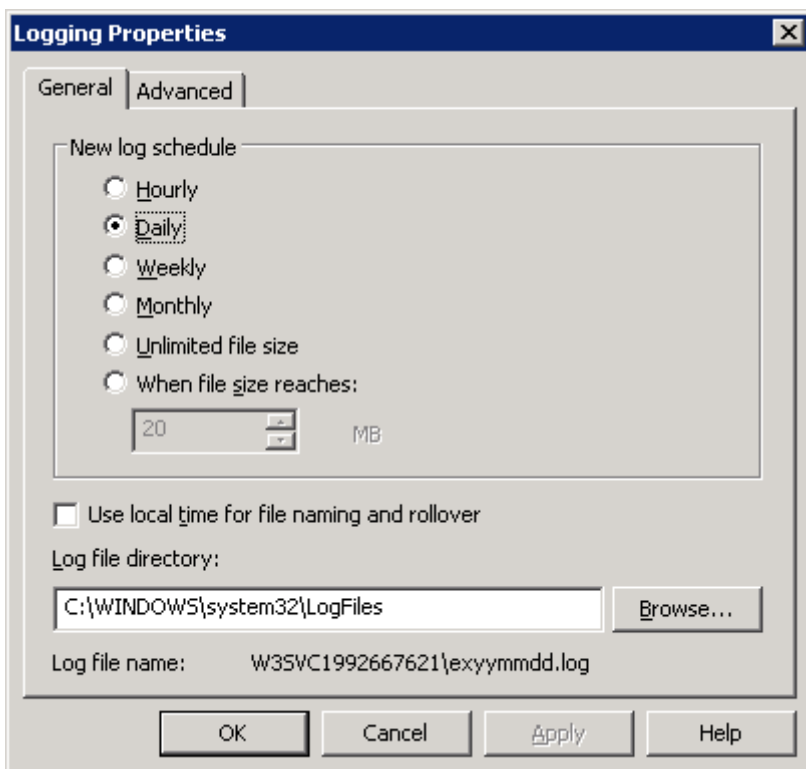 Logging Properties
General Advanced
New log schedule
Hourly
Daily
Weekly
Monthly
Unlimited file size
When file size reaches:
20 MB
Use local time for file naming and rollover
Log file directory:
C:\WINDOWS\system32\LogFiles Browse...
Log file name: W3SVC1992667621\exyymmdd.log
OK Cancel Apply Help